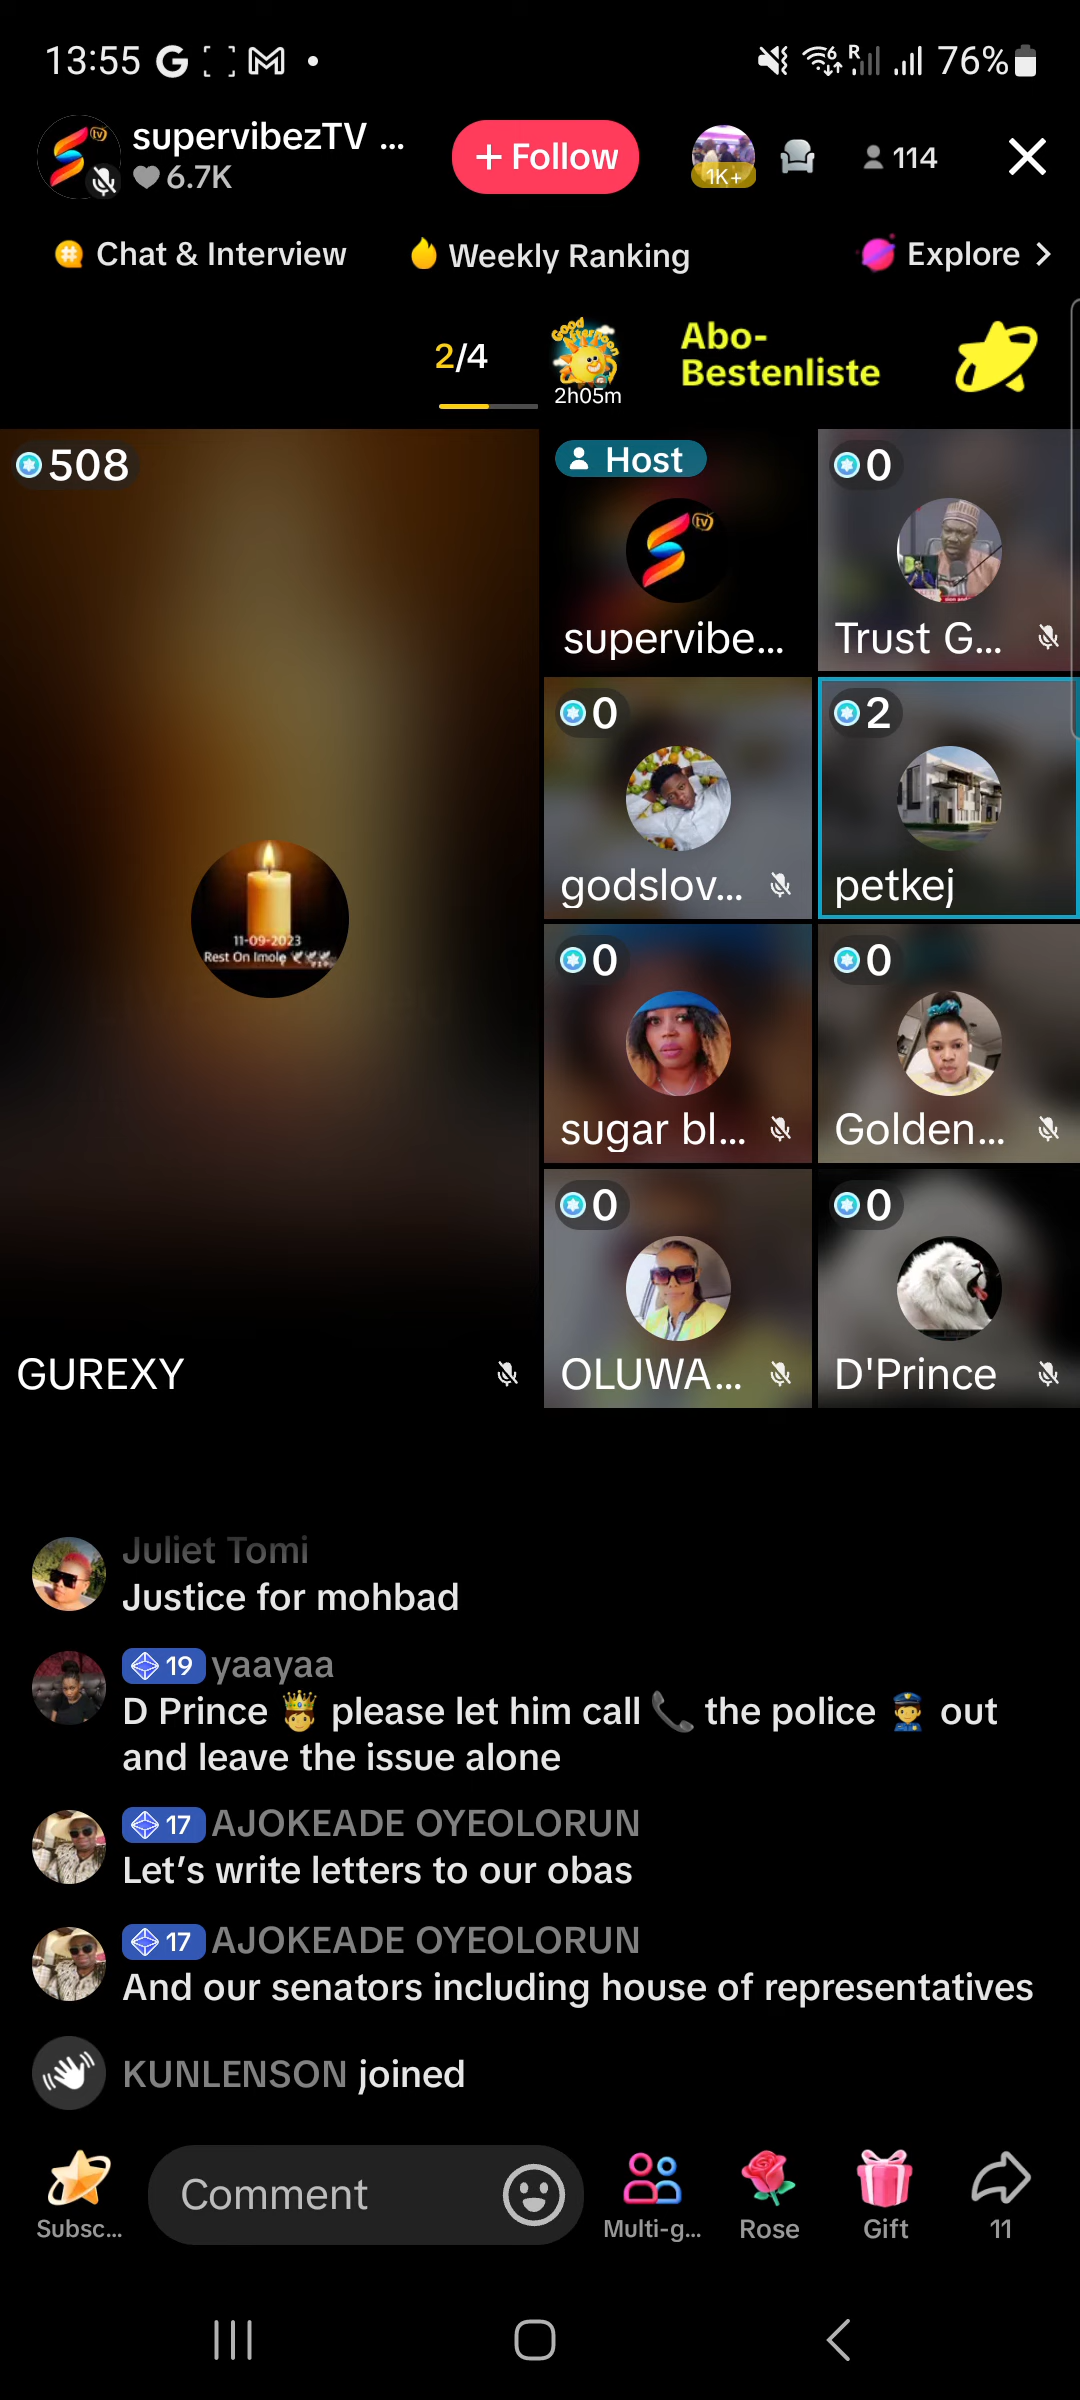 13:55
R
76%
supervibezTV ...
6.7K
+ Follow
1K+
114
Chat & Interview
Weekly Ranking
Explore
2/4
Good Afternoon
2h05m
Abo-
Bestenliste
508
Host
tv
supervibe...
0
Trust G...
0
godslov...
2
petkej
11-09-2023
Rest On Imolẹ 🕊🕊🕊
0
sugar bl...
0
Golden...
0
OLUWA...
0
D'Prince
GUREXY
Juliet Tomi
Justice for mohbad
19 yaayaa
D Prince 🤴 please let him call 📞 the police 👮 out
and leave the issue alone
17 AJOKEADE OYEOLORUN
Let’s write letters to our obas
17 AJOKEADE OYEOLORUN
And our senators including house of representatives
KUNLENSON joined
Comment
Subsc...
Multi-g...
Rose
Gift
11